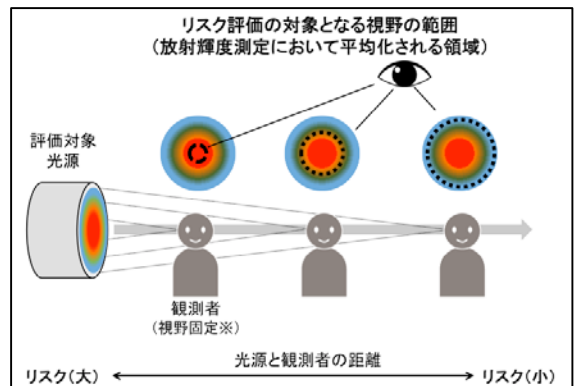 リスク評価の対象となる視野の範囲
（放射輝度測定において平均化される領域）
評価対象
光源
観測者
（視野固定※）
光源と観測者の距離
リスク（大）
リスク（小）